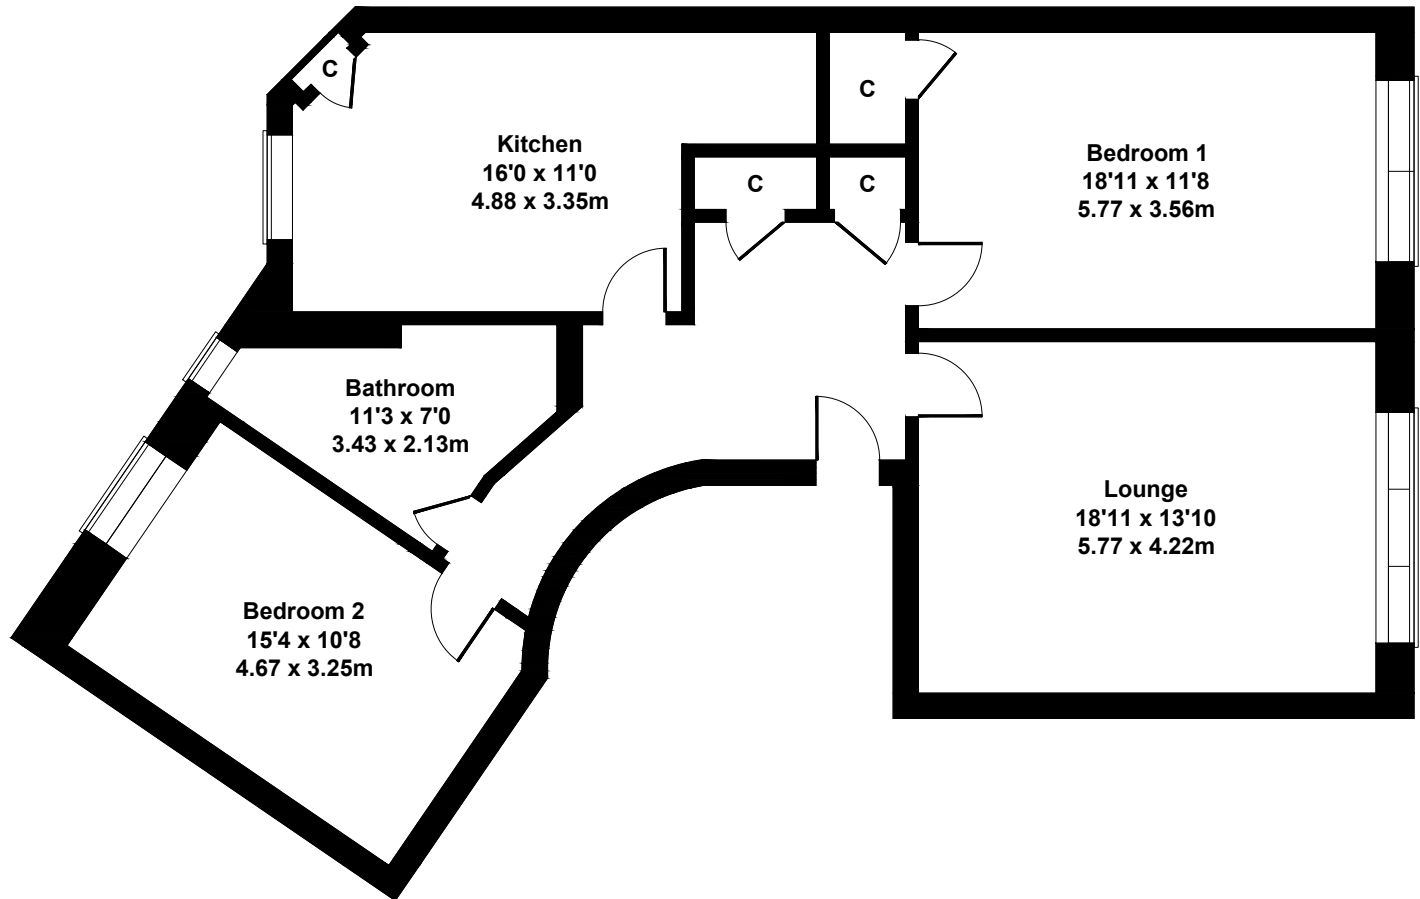 C
Kitchen
16'0 x 11'0
4.88 x 3.35m
C
C
C
Bedroom 1
18'11 x 11'8
5.77 x 3.56m
Bathroom
11'3 x 7'0
3.43 x 2.13m
Lounge
18'11 x 13'10
5.77 x 4.22m
Bedroom 2
15'4 x 10'8
4.67 x 3.25m